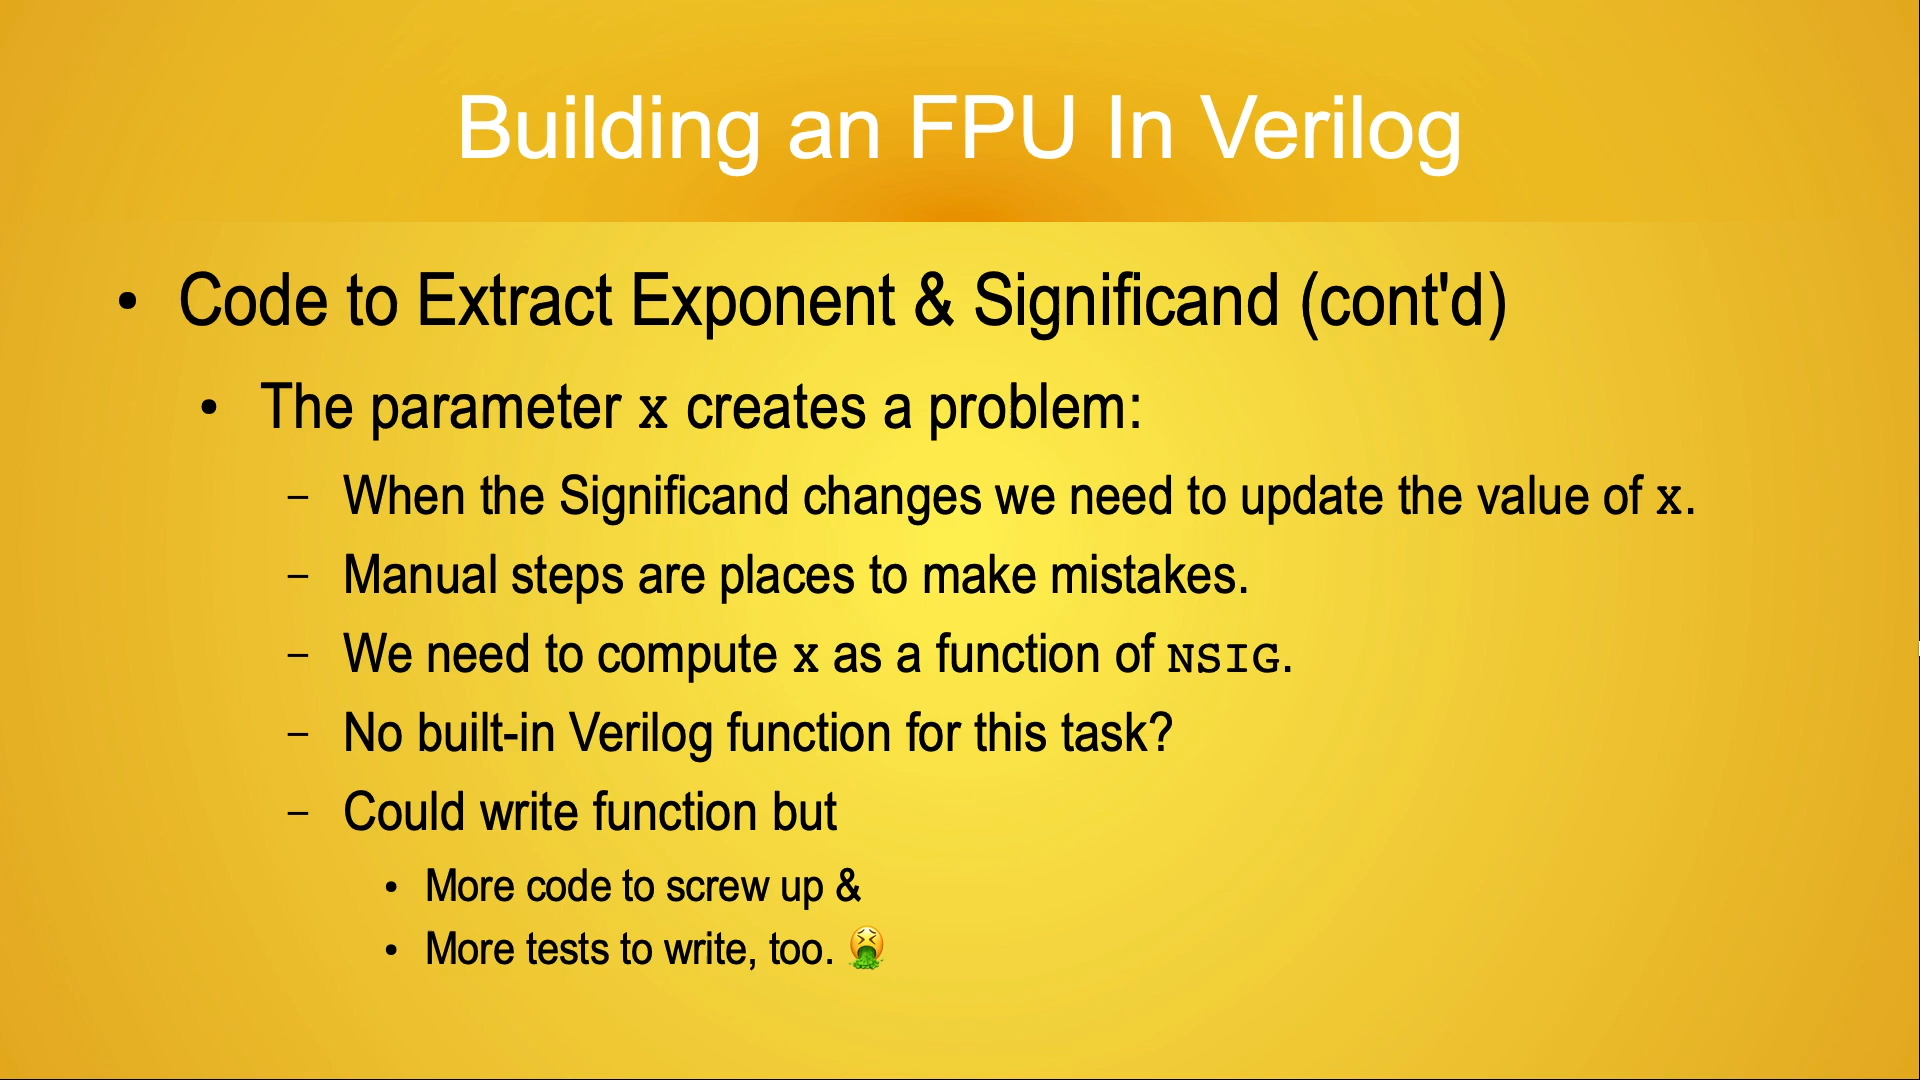 Building an FPU In Verilog
• Code to Extract Exponent & Significand (cont'd)
• The parameter x creates a problem:
– When the Significand changes we need to update the value of x.
– Manual steps are places to make mistakes.
– We need to compute x as a function of NSIG.
– No built-in Verilog function for this task?
– Could write function but
• More code to screw up &
• More tests to write, too. 🤮